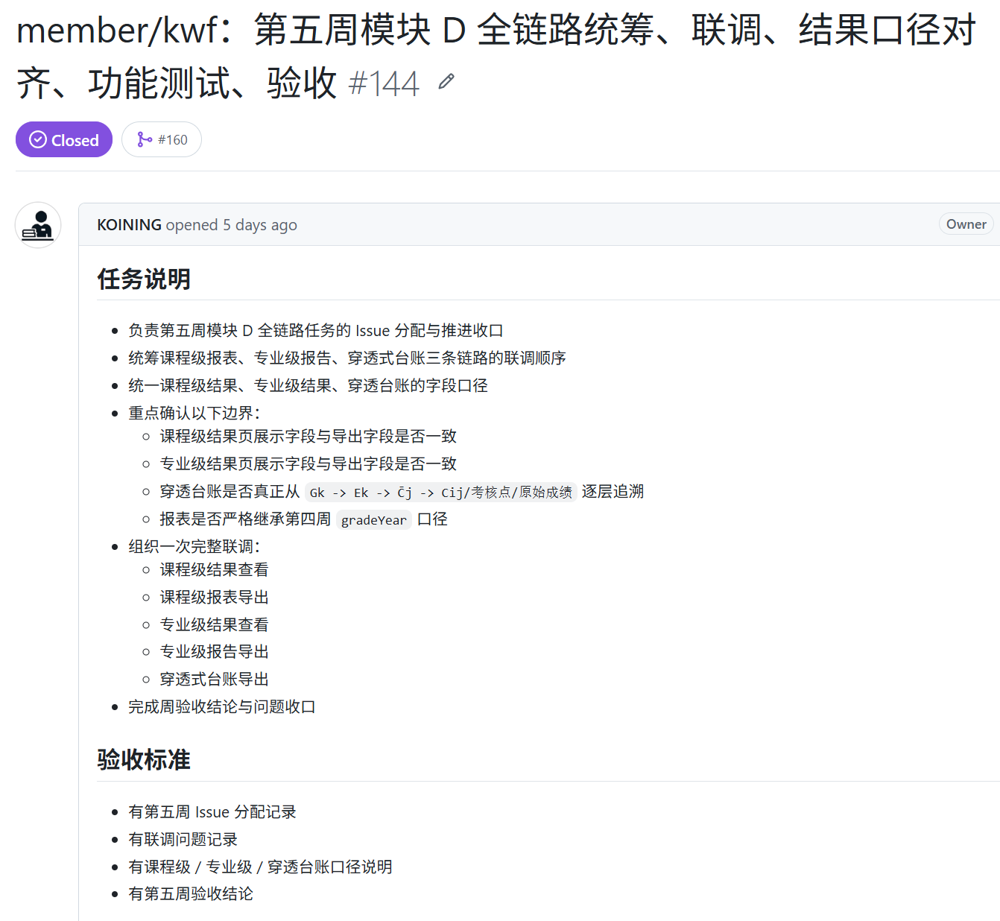 member/kwf：第五周模块 D 全链路统筹、联调、结果口径对
齐、功能测试、验收 #144
Closed
#160
KOINING opened 5 days ago
Owner
任务说明
负责第五周模块 D 全链路任务的 Issue 分配与推进收口
统筹课程级报表、专业级报告、穿透式台账三条链路的联调顺序
统一课程级结果、专业级结果、穿透台账的字段口径
重点确认以下边界：
课程级结果页展示字段与导出字段是否一致
专业级结果页展示字段与导出字段是否一致
穿透台账是否真正从 Gk -> Ek -> C̄j -> Cij/考核点/原始成绩 逐层追溯
报表是否严格继承第四周 gradeYear 口径
组织一次完整联调：
课程级结果查看
课程级报表导出
专业级结果查看
专业级报告导出
穿透式台账导出
完成周验收结论与问题收口
验收标准
有第五周 Issue 分配记录
有联调问题记录
有课程级 / 专业级 / 穿透台账口径说明
有第五周验收结论